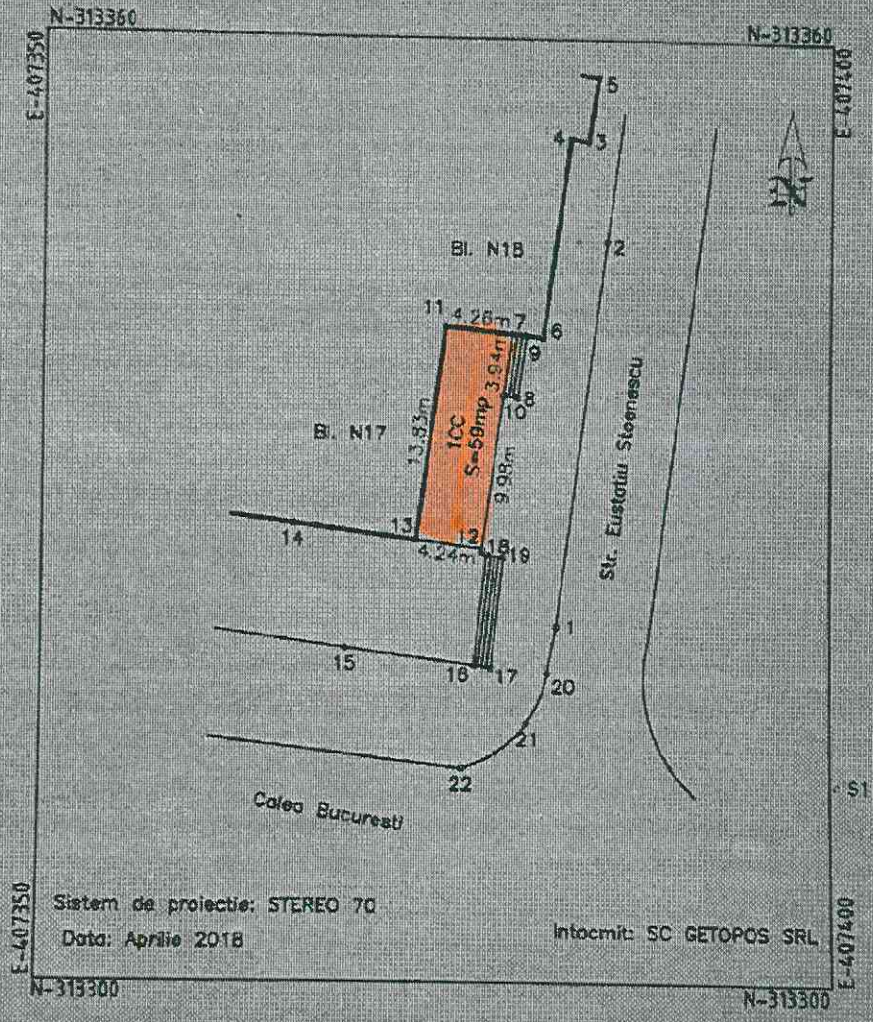 N-313360
N-313360
E-407350
E-407400
5
4
3
Bl. N18
2
11
4.26m
7
6
9
3.94m
8
10
Bl. N17
13.83m
1CC
S=59mp
9.98m
Str. Eustatiu Stoenescu
13
14
12
18
19
4.24m
1
15
16
17
20
21
22
Calea Bucuresti
S1
Sistem de proiectie: STEREO 70
Data: Aprilie 2018
Intocmit: SC GETOPOS SRL
E-407350
E-407400
N-313300
N-313300